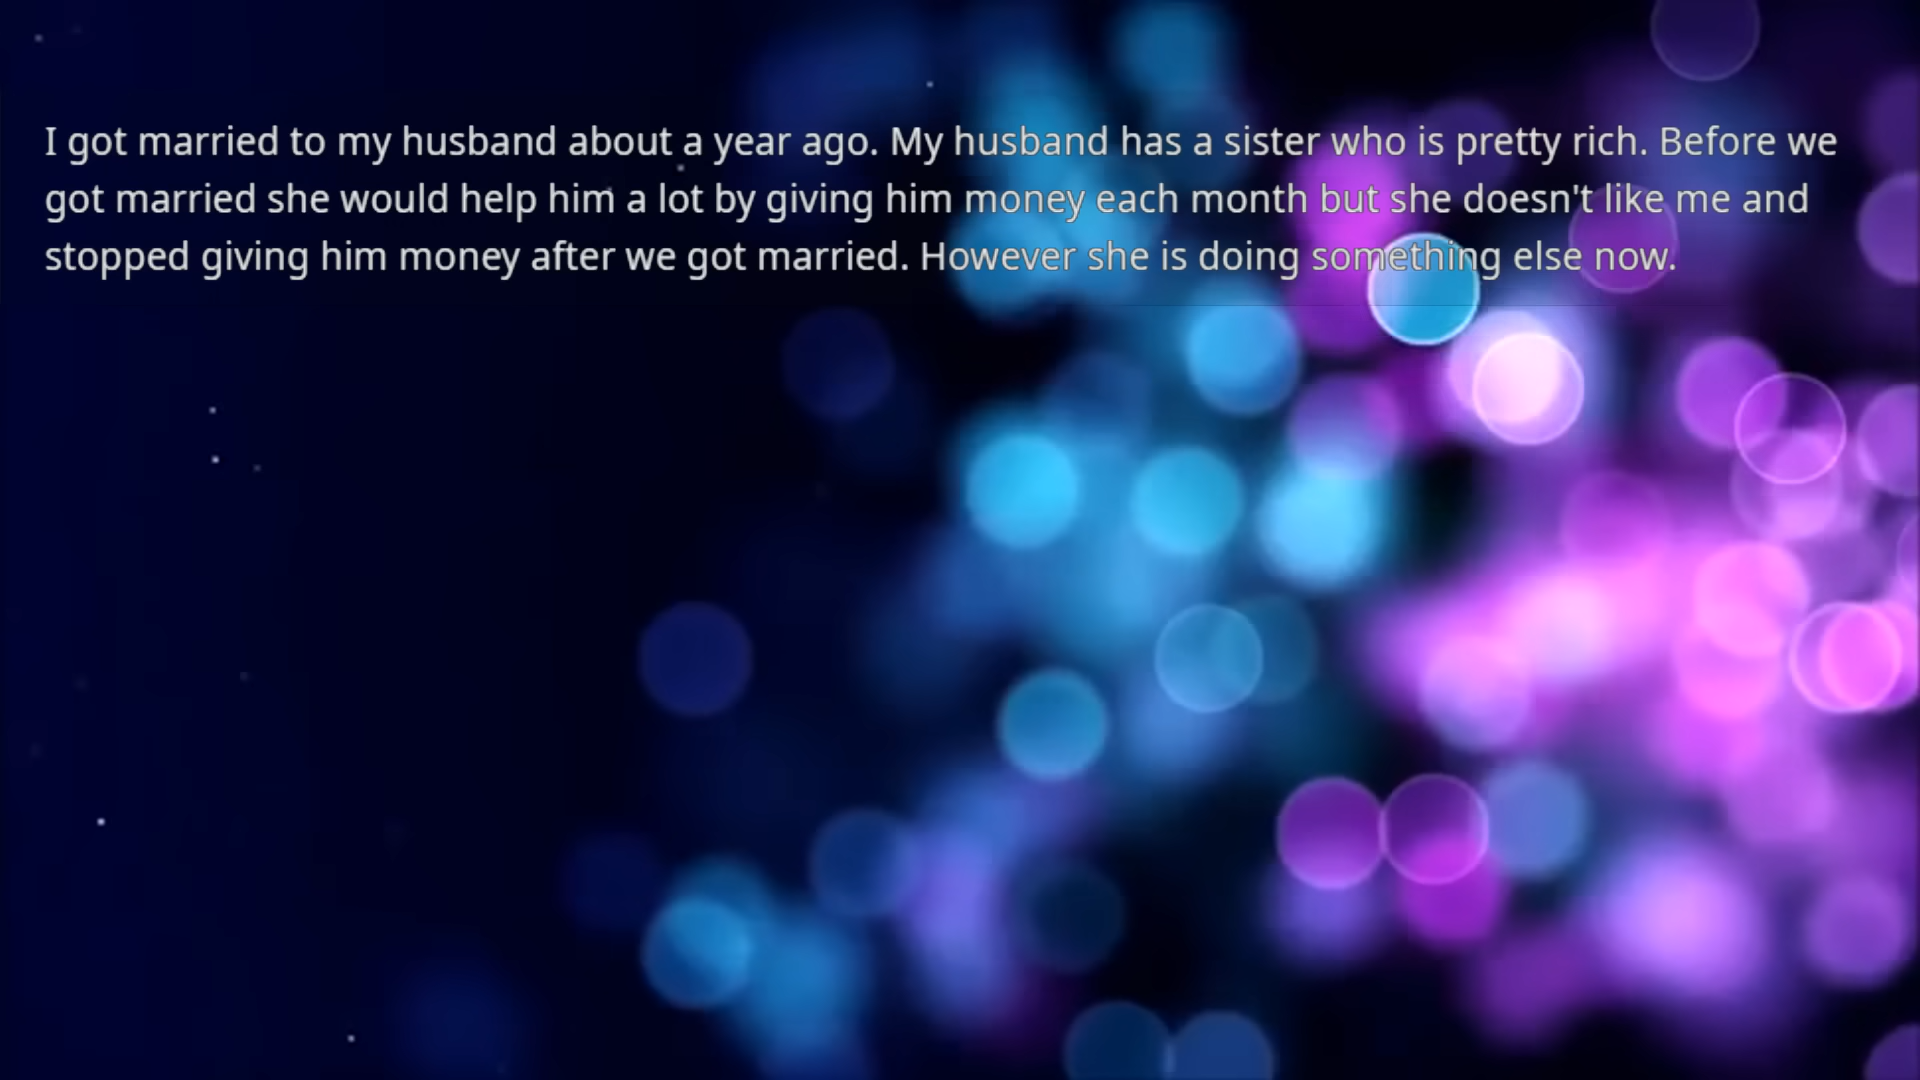 I got married to my husband about a year ago. My husband has a sister who is pretty rich. Before we
got married she would help him a lot by giving him money each month but she doesn't like me and
stopped giving him money after we got married. However she is doing something else now.